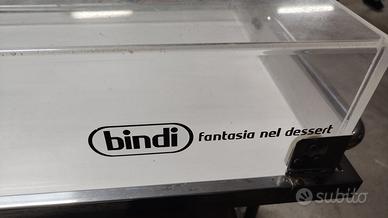 bindi fantasia nel dessert
subito